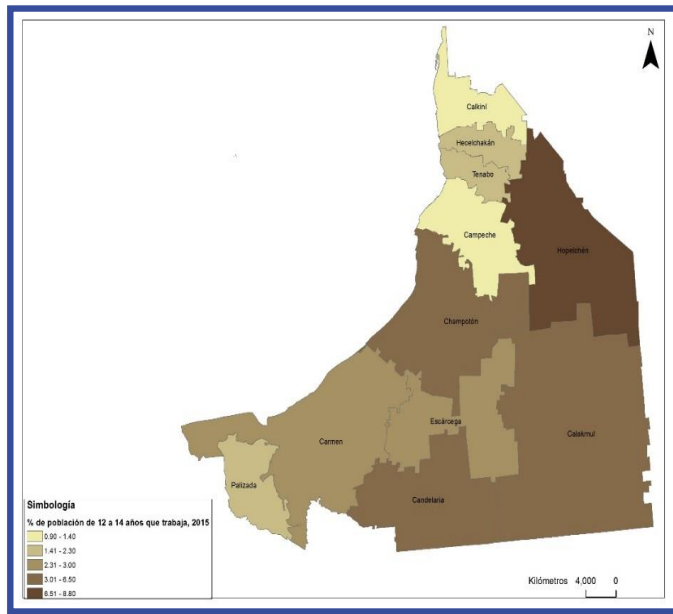 N
Calkiní
Hecelchakán
Tenabo
Campeche
Hopelchén
Champotón
Escárcega
Calakmul
Carmen
Palizada
Candelaria
Simbología
% de población de 12 a 14 años que trabaja, 2015
0.90 - 1.40
1.41 - 2.30
2.31 - 3.00
3.01 - 6.50
6.51 - 8.80
Kilómetros 4,000 0